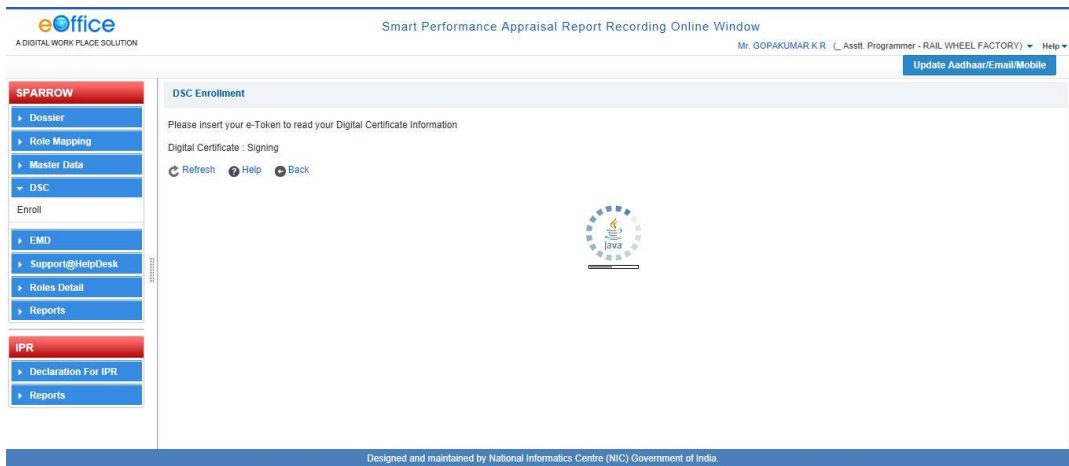 eOffice
A DIGITAL WORK PLACE SOLUTION
Smart Performance Appraisal Report Recording Online Window
Mr. GOPAKUMAR K R (_ Asstt. Programmer - RAIL WHEEL FACTORY) Help
Update Aadhaar/Email/Mobile
SPARROW
Dossier
Role Mapping
Master Data
DSC
Enroll
EMD
Support@HelpDesk
Roles Detail
Reports
IPR
Declaration For IPR
Reports
DSC Enrollment
Please insert your e-Token to read your Digital Certificate Information
Digital Certificate : Signing
Refresh Help Back
java
Designed and maintained by National Informatics Centre (NIC) Government of India.